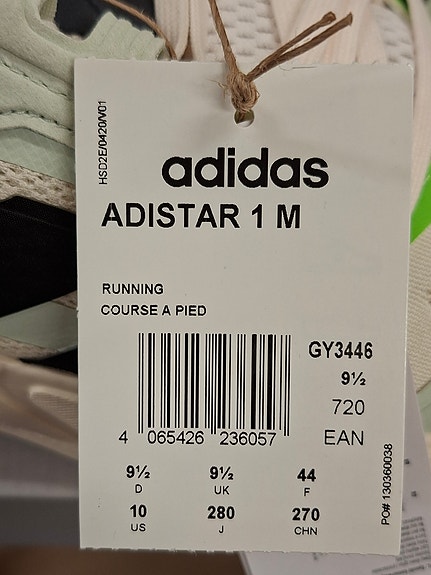 HSD2E/0420/V01
adidas
ADISTAR 1 M
RUNNING
COURSE A PIED
GY3446
9½
720
4 065426 236057 EAN
9½ 9½ 44
D UK F
10 280 270
US J CHN
PO# 130360038